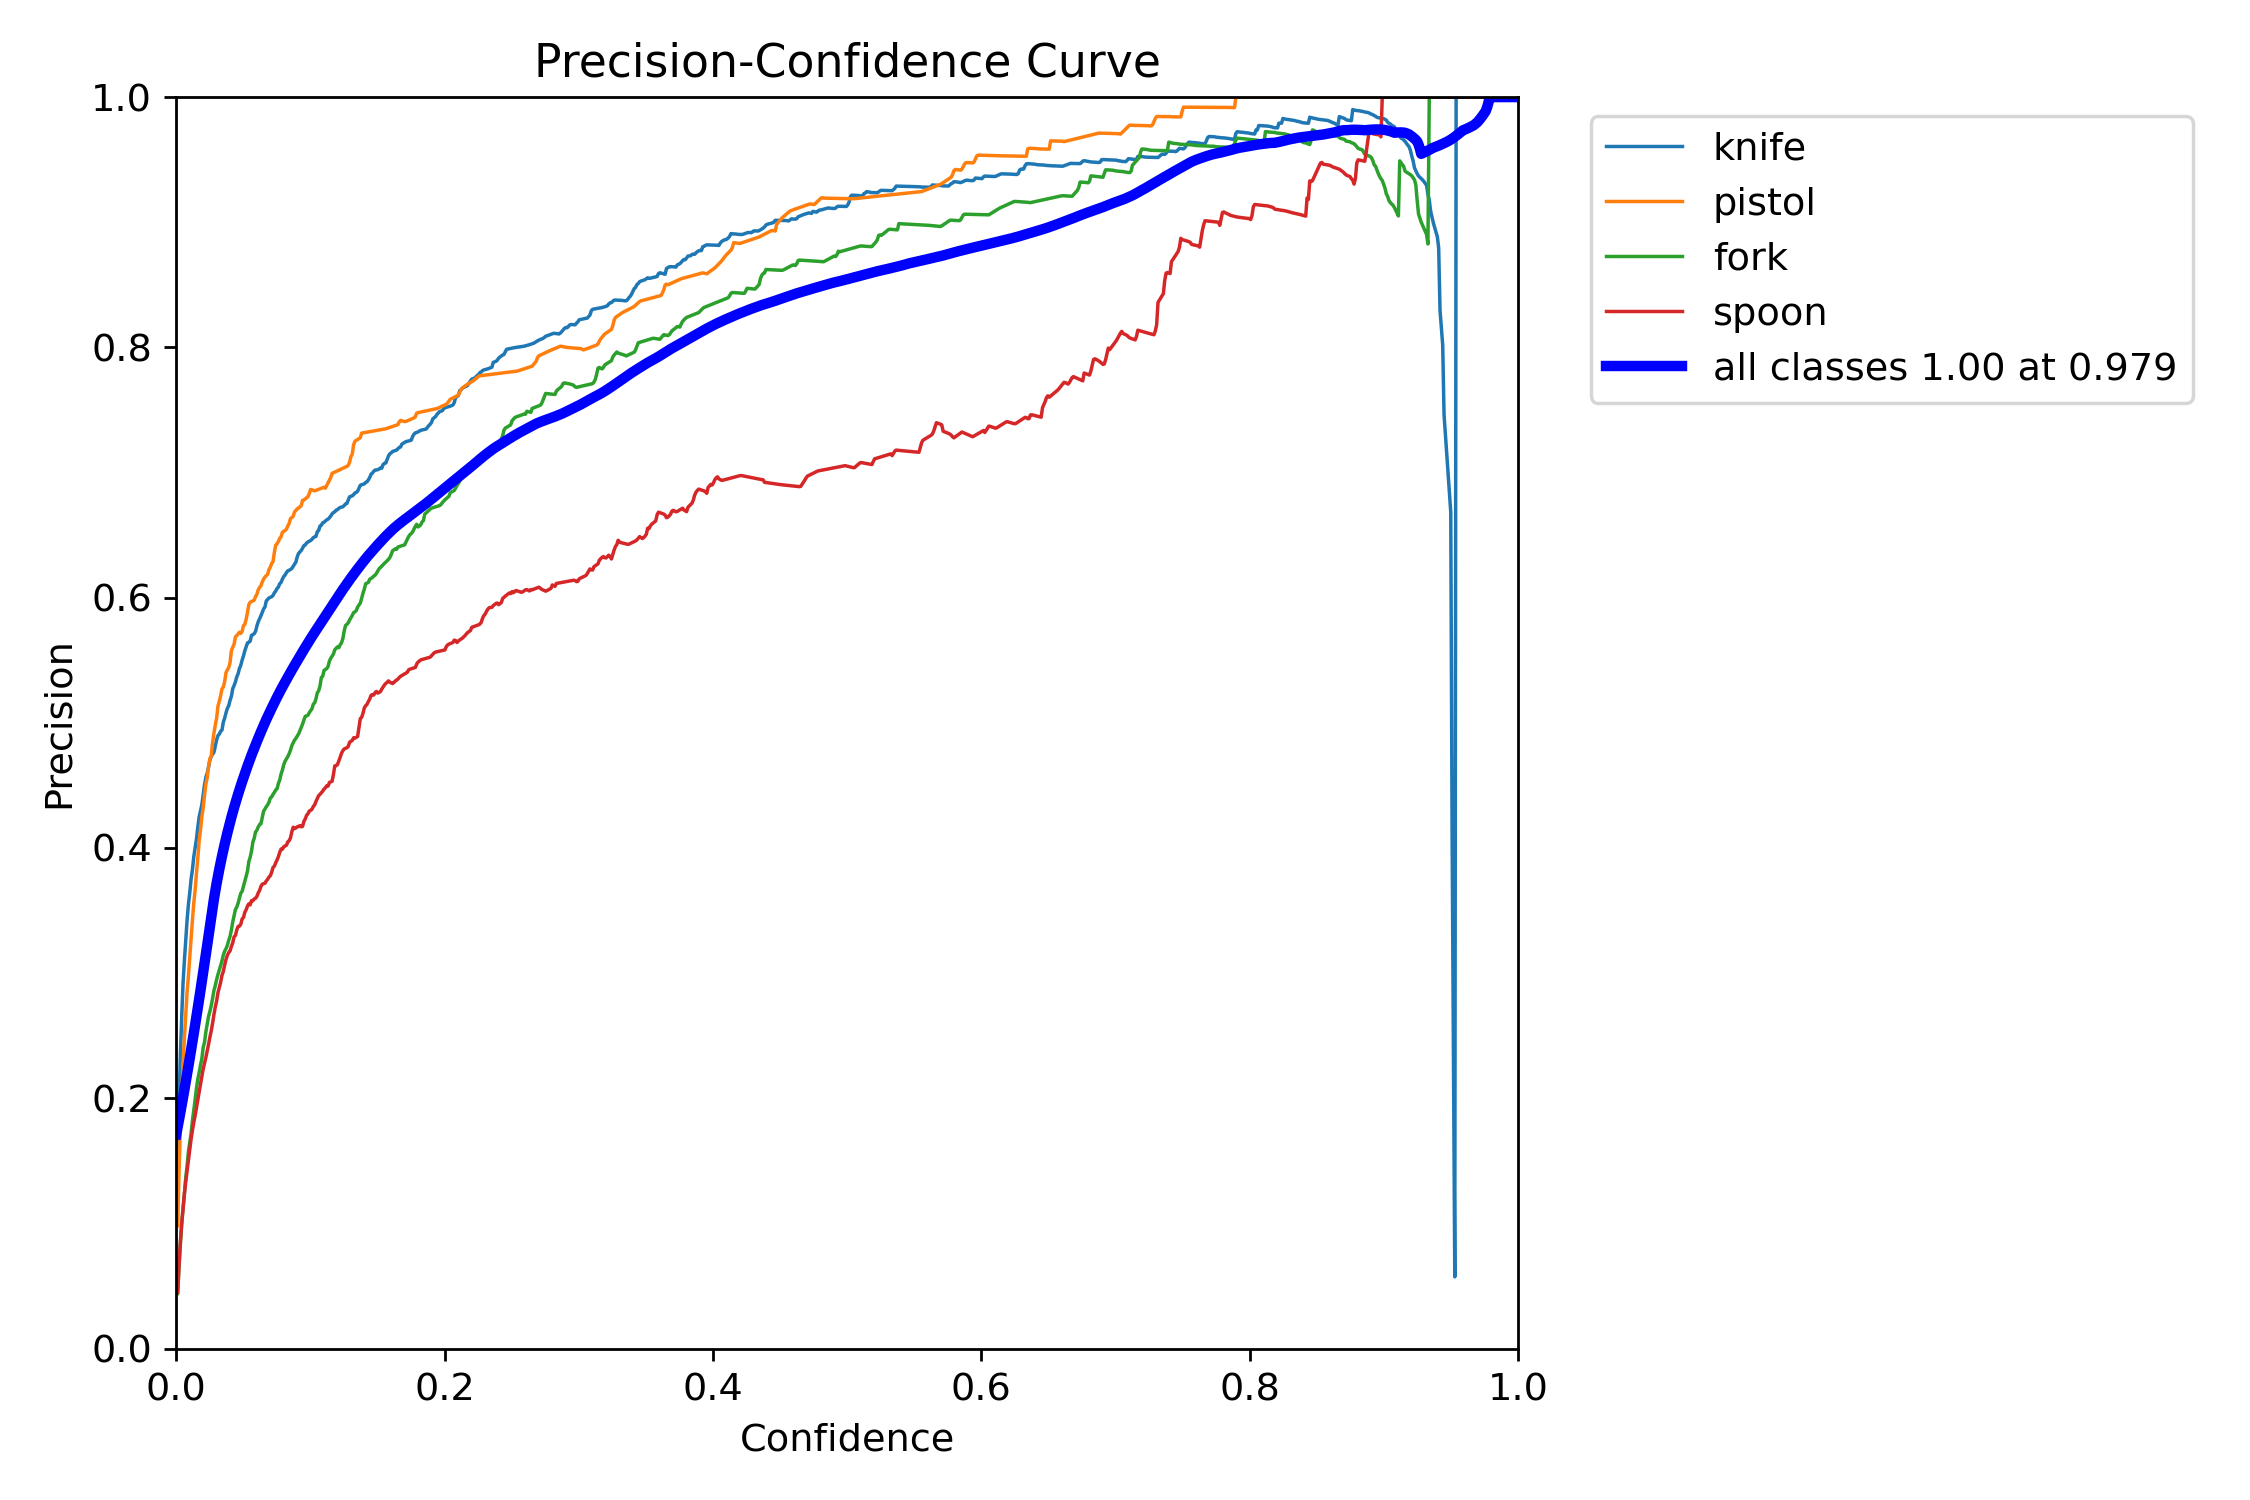 Precision-Confidence Curve
1.0
0.8
0.6
0.4
0.2
0.0
Precision
0.0 0.2 0.4 0.6 0.8 1.0
Confidence
knife
pistol
fork
spoon
all classes 1.00 at 0.979